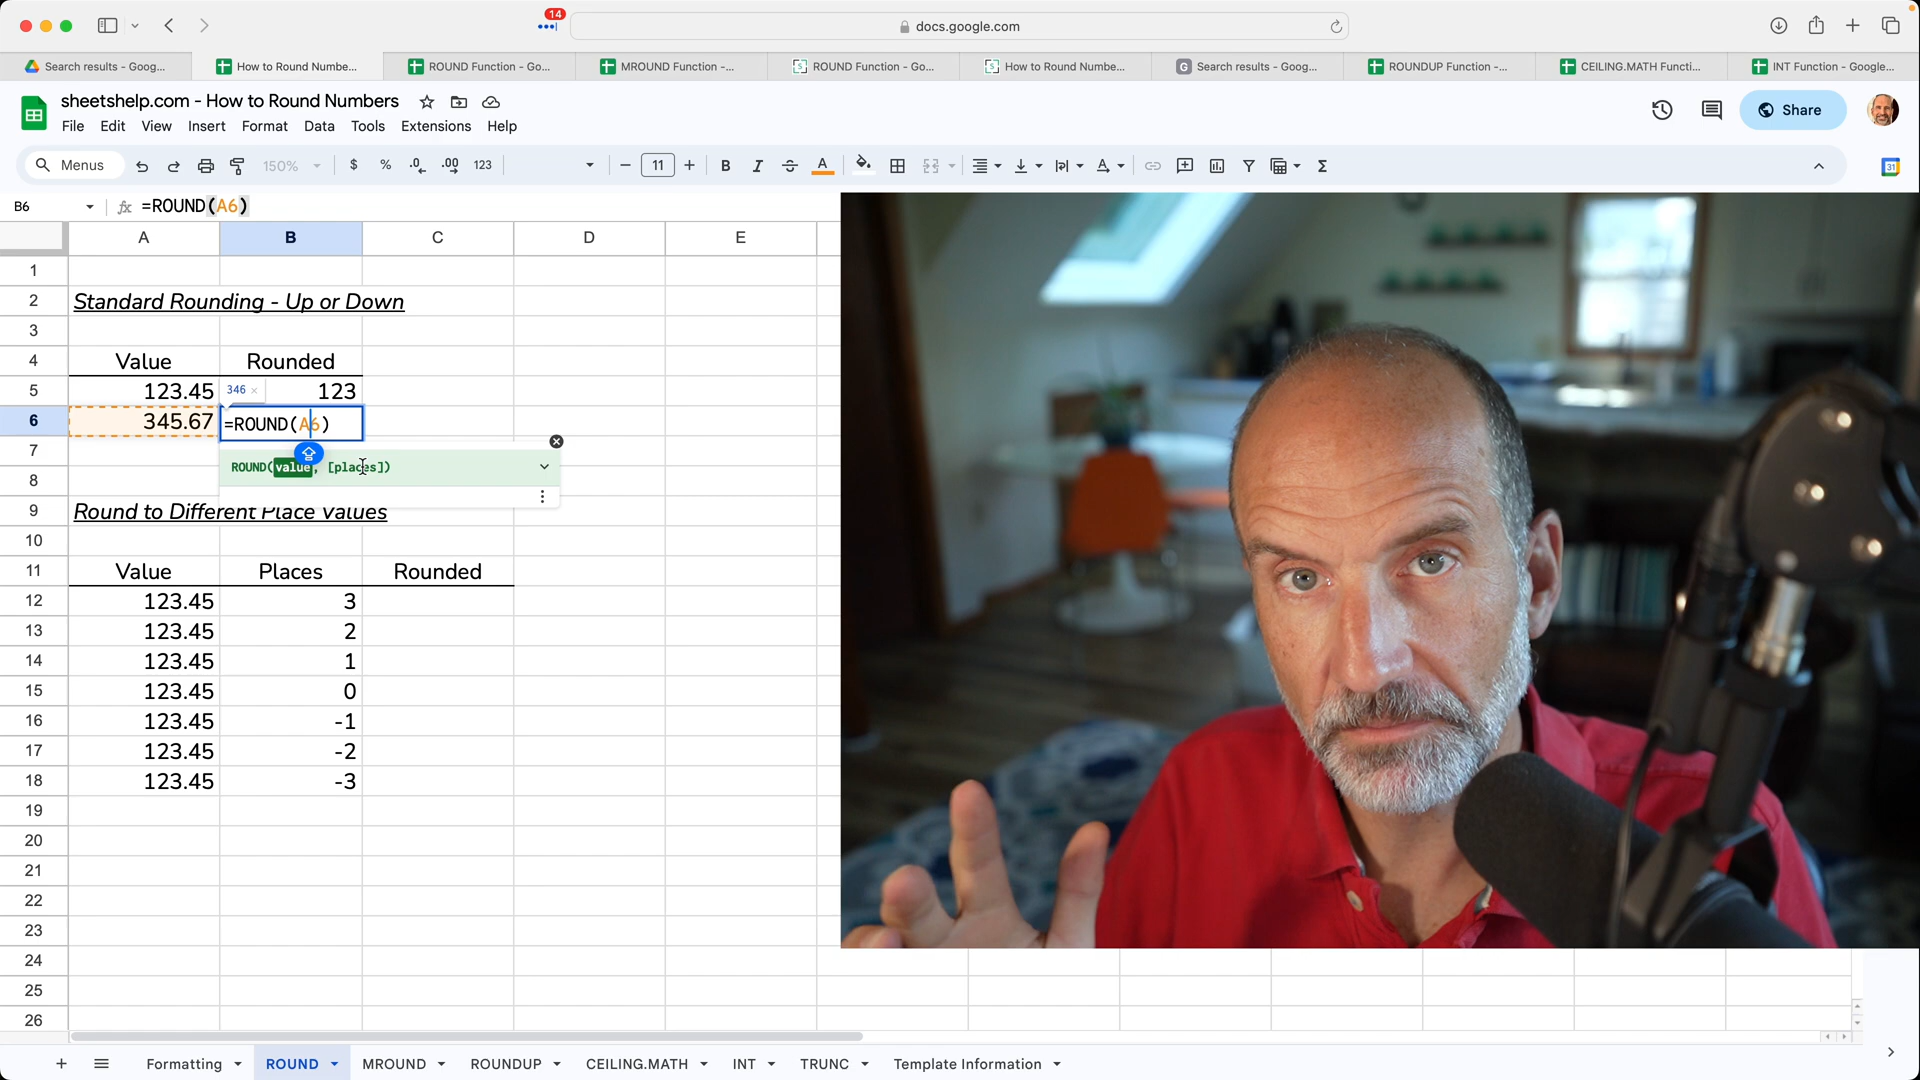 14
docs.google.com
Search results - Goog...
How to Round Numbe...
ROUND Function - Go...
MROUND Function -...
ROUND Function - Go...
How to Round Numbe...
G Search results - Goog...
ROUNDUP Function -...
CEILING.MATH Functi...
INT Function - Google...
sheetshelp.com - How to Round Numbers
File Edit View Insert Format Data Tools Extensions Help
Share
Menus 150% $ % .0 .00 123 11 B I A Σ 31
B6 fx =ROUND(A6)
A B C D E
1
2 Standard Rounding - Up or Down
3
4 Value Rounded
5 123.45 346 × 123
6 345.67 =ROUND(A6)
7 ROUND(value, [places])
8
9 Round to Different Place Values
10
11 Value Places Rounded
12 123.45 3
13 123.45 2
14 123.45 1
15 123.45 0
16 123.45 -1
17 123.45 -2
18 123.45 -3
19
20
21
22
23
24
25
26
Formatting ROUND MROUND ROUNDUP CEILING.MATH INT TRUNC Template Information